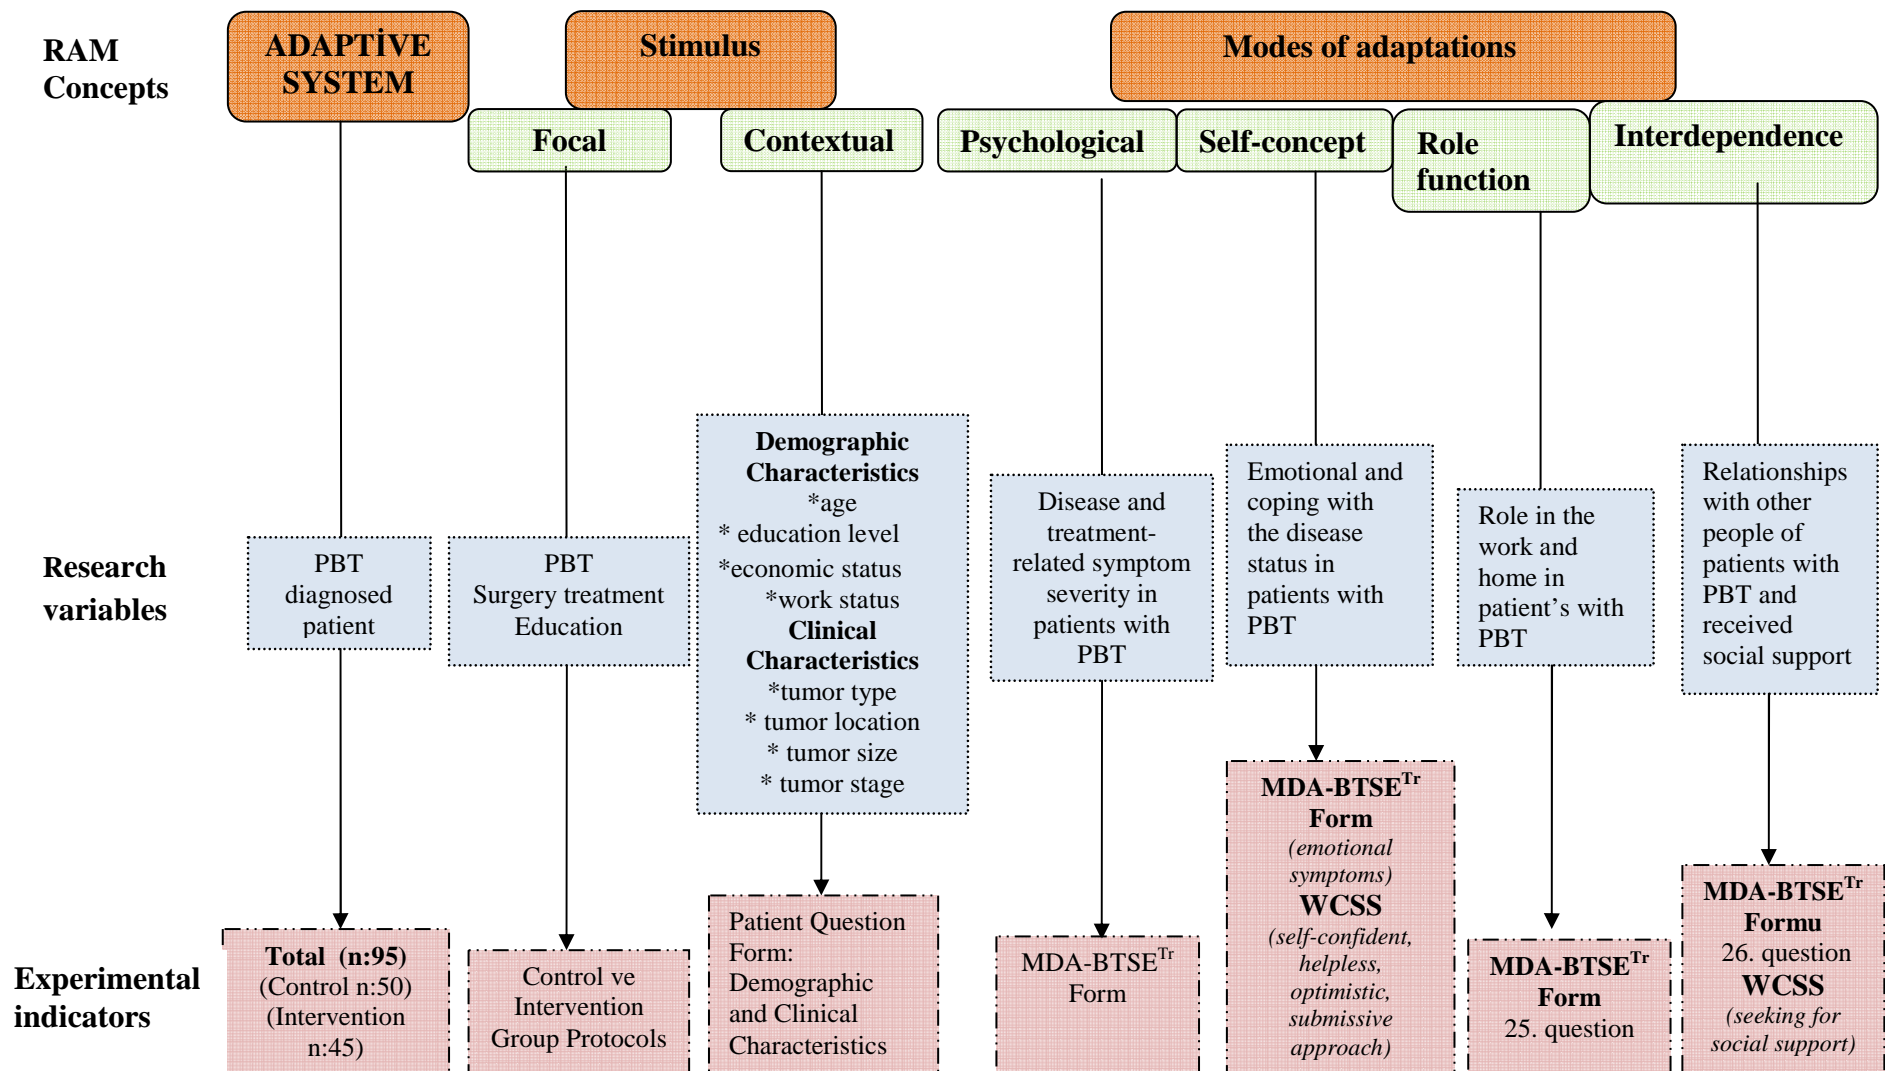 RAM
Concepts
ADAPTİVE
SYSTEM
Stimulus
Modes of adaptations
Focal
Contextual
Psychological
Self-concept
Role
function
Interdependence
Research
variables
PBT
diagnosed
patient
PBT
Surgery treatment
Education
Demographic
Characteristics
*age
* education level
*economic status
*work status
Clinical
Characteristics
*tumor type
* tumor location
* tumor size
* tumor stage
Disease and
treatment-
related symptom
severity in
patients with
PBT
Emotional and
coping with
the disease
status in
patients with
PBT
Role in the
work and
home in
patient’s with
PBT
Relationships
with other
people of
patients with
PBT and
received
social support
Experimental
indicators
Total (n:95)
(Control n:50)
(Intervention
n:45)
Control ve
Intervention
Group Protocols
Patient Question
Form:
Demographic
and Clinical
Characteristics
MDA-BTSETr
Form
MDA-BTSETr
Form
(emotional
symptoms)
WCSS
(self-confident,
helpless,
optimistic,
submissive
approach)
MDA-BTSETr
Form
25. question
MDA-BTSETr
Formu
26. question
WCSS
(seeking for
social support)